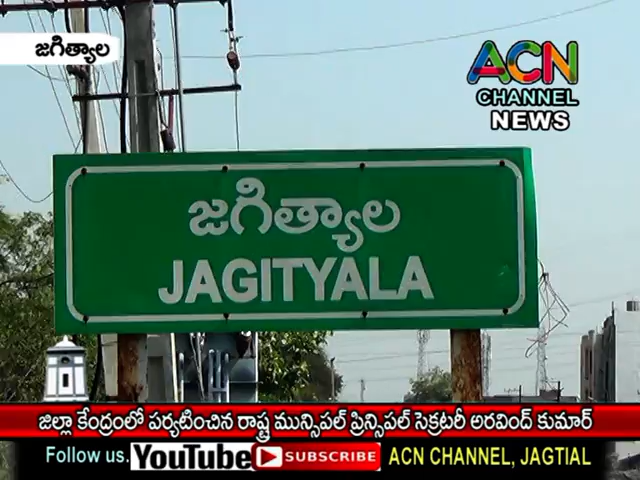 జగిత్యాల
ACN
CHANNEL
NEWS
జగిత్యాల
JAGITYALA
జిల్లా కేంద్రంలో పర్యటించిన రాష్ట్ర మున్సిపల్ ప్రిన్సిపల్ సెక్రటరీ అరవింద్ కుమార్
Follow us. YouTube SUBSCRIBE ACN CHANNEL, JAGTIAL